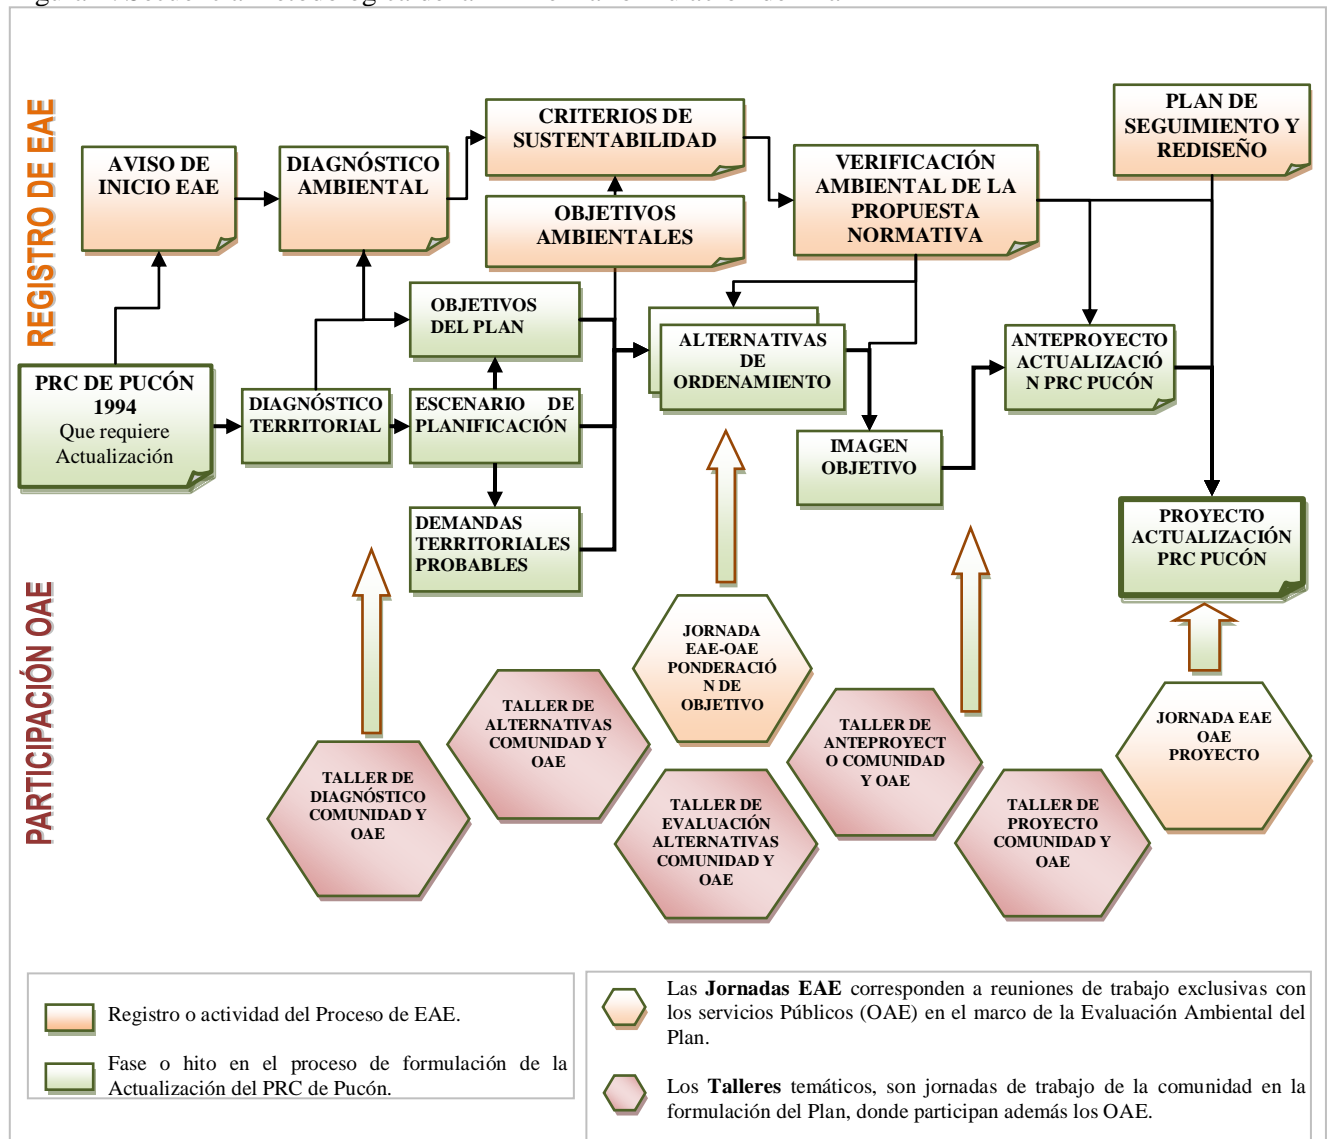 REGISTRO DE EAE
PARTICIPACIÓN OAE
AVISO DE
INICIO EAE
DIAGNÓSTICO
AMBIENTAL
CRITERIOS DE
SUSTENTABILIDAD
OBJETIVOS
AMBIENTALES
VERIFICACIÓN
AMBIENTAL DE LA
PROPUESTA
NORMATIVA
PLAN DE
SEGUIMIENTO Y
REDISEÑO
PRC DE PUCÓN
1994
Que requiere
Actualización
DIAGNÓSTICO
TERRITORIAL
OBJETIVOS
DEL PLAN
ESCENARIO DE
PLANIFICACIÓN
DEMANDAS
TERRITORIALES
PROBABLES
ALTERNATIVAS
DE
ORDENAMIENTO
IMAGEN
OBJETIVO
ANTEPROYECTO
ACTUALIZACIÓ
N PRC PUCÓN
PROYECTO
ACTUALIZACIÓN
PRC PUCÓN
TALLER DE
DIAGNÓSTICO
COMUNIDAD Y
OAE
TALLER DE
ALTERNATIVAS
COMUNIDAD Y
OAE
JORNADA
EAE-OAE
PONDERACIÓ
N DE
OBJETIVO
TALLER DE
EVALUACIÓN
ALTERNATIVAS
COMUNIDAD Y
OAE
TALLER DE
ANTEPROYECT
O COMUNIDAD
Y OAE
TALLER DE
PROYECTO
COMUNIDAD Y
OAE
JORNADA EAE
OAE
PROYECTO
Registro o actividad del Proceso de EAE.
Fase o hito en el proceso de formulación de la
Actualización del PRC de Pucón.
Las Jornadas EAE corresponden a reuniones de trabajo exclusivas con
los servicios Públicos (OAE) en el marco de la Evaluación Ambiental del
Plan.
Los Talleres temáticos, son jornadas de trabajo de la comunidad en la
formulación del Plan, donde participan además los OAE.